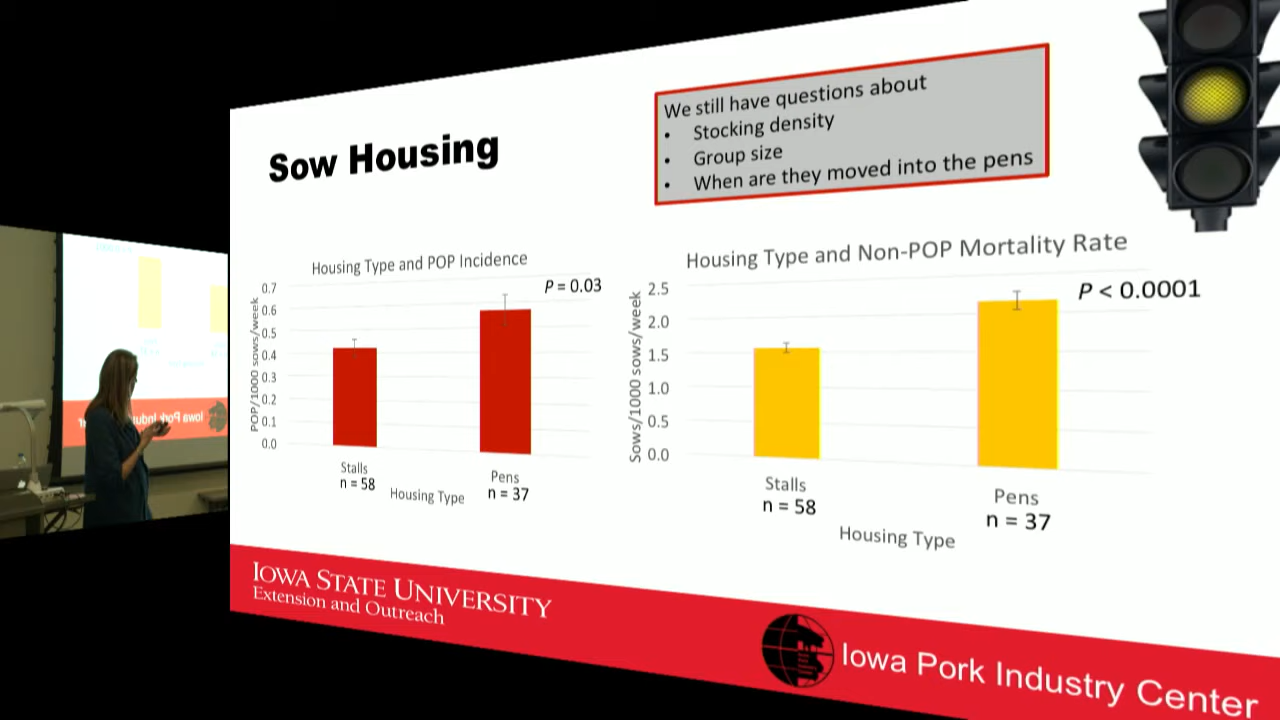 Sow Housing
We still have questions about
• Stocking density
• Group size
• When are they moved into the pens
Housing Type and POP Incidence
P = 0.03
POP/1000 sows/week
0.7
0.6
0.5
0.4
0.3
0.2
0.1
0.0
Stalls
n = 58
Pens
n = 37
Housing Type
Housing Type and Non-POP Mortality Rate
P < 0.0001
Sows/1000 sows/week
2.5
2.0
1.5
1.0
0.5
0.0
Stalls
n = 58
Pens
n = 37
Housing Type
IOWA STATE UNIVERSITY
Extension and Outreach
Iowa Pork Industry Center